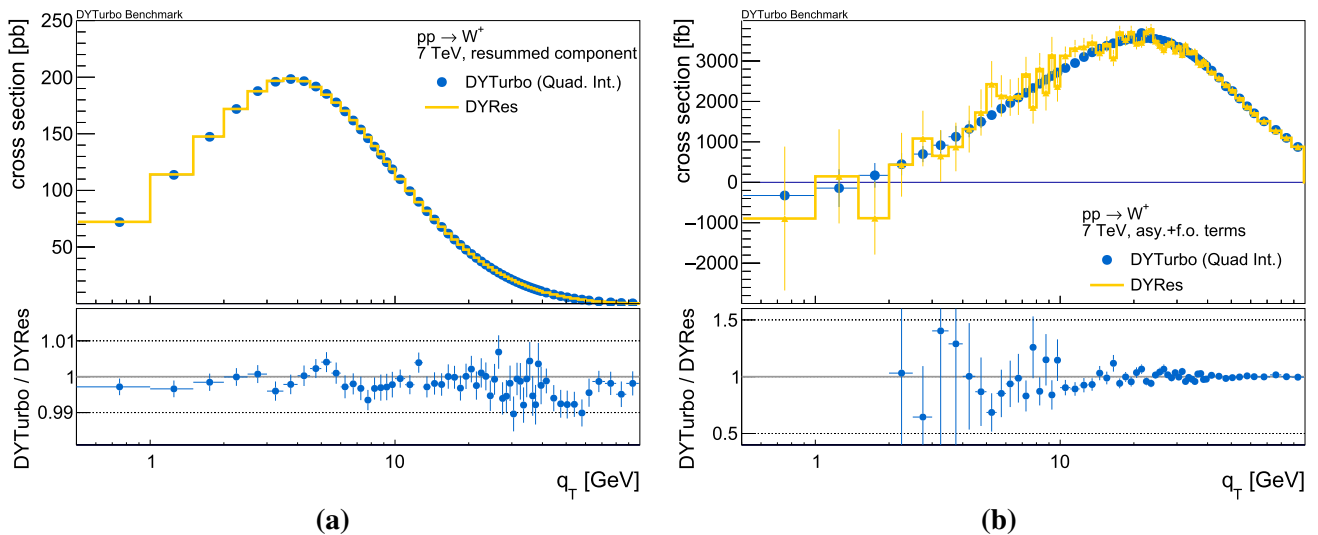 DYTurbo Benchmark
cross section [pb]
250
200
150
100
50
pp → W+
7 TeV, resummed component
DYTurbo (Quad. Int.)
DYRes
DYTurbo / DYRes
1.01
1
0.99
1
10
qT [GeV]
(a)
DYTurbo Benchmark
cross section [fb]
3000
2000
1000
0
−1000
−2000
pp → W+
7 TeV, asy.+f.o. terms
DYTurbo (Quad Int.)
DYRes
DYTurbo / DYRes
1.5
1
0.5
1
10
qT [GeV]
(b)